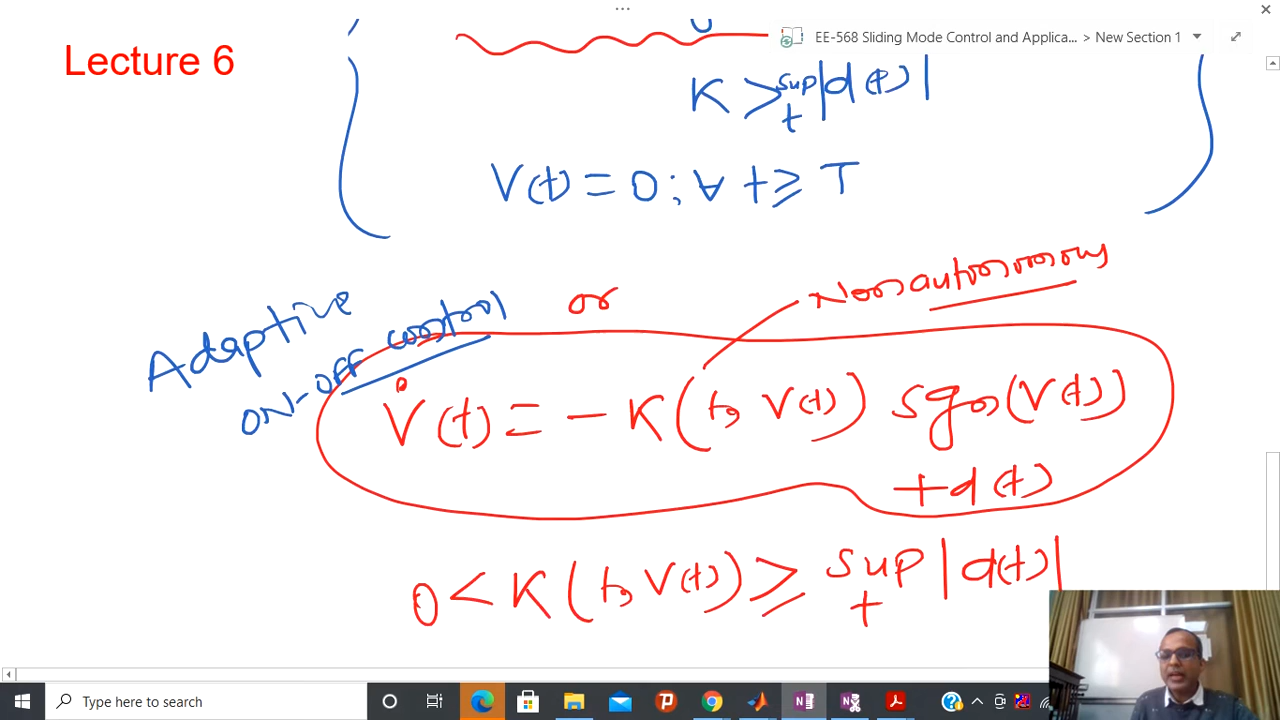 EE-568 Sliding Mode Control and Applica... > New Section 1
Lecture 6
K > sup |d(t)|
t
V(t) = 0 ; ∀ t ≥ T
or
Nonautonomous
Adaptive
ON-OFF control
V̇(t) = - K(t, V(t)) sgn(V(t))
+ d(t)
0 < K(t, V(t)) ≥ sup |d(t)|
t
Type here to search